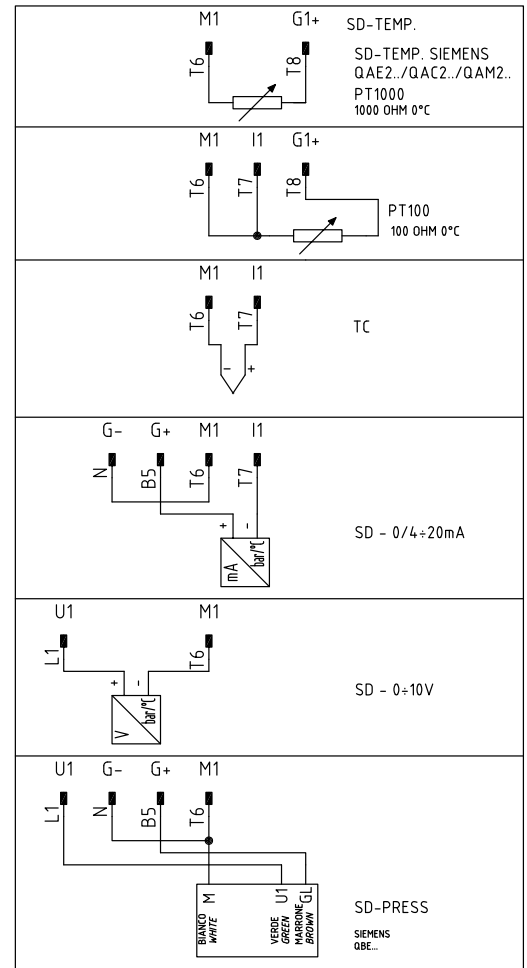 M1 G1+ SD-TEMP.
T6 T8 SD-TEMP. SIEMENS
QAE2../QAC2../QAM2..
PT1000
1000 OHM 0°C
M1 I1 G1+
T6 T7 T8
PT100
100 OHM 0°C
M1 I1
T6 T7
TC
- +
G- G+ M1 I1
N B5 T6 T7
+ -
mA bar/°C
SD - 0/4÷20mA
U1 M1
L1 T6
+ -
V bar/°C
SD - 0÷10V
U1 G- G+ M1
L1 N B5 T6
M U1 GL
BIANCO VERDE MARRONE
WHITE GREEN BROWN
SD-PRESS
SIEMENS
QBE...